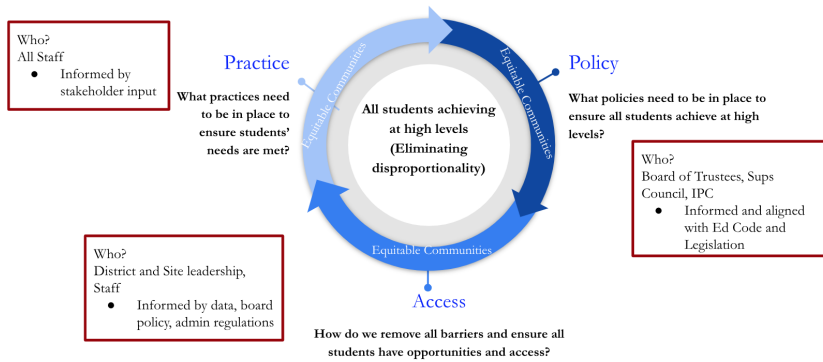 Who?
All Staff
● Informed by
stakeholder input
Practice
What practices need
to be in place to
ensure students'
needs are met?
Equitable Communities
Equitable Communities
Equitable Communities
All students achieving
at high levels
(Eliminating
disproportionality)
Policy
What policies need to be in place to
ensure all students achieve at high
levels?
Who?
Board of Trustees, Sups
Council, IPC
● Informed and aligned
with Ed Code and
Legislation
Who?
District and Site leadership,
Staff
● Informed by data, board
policy, admin regulations
Access
How do we remove all barriers and ensure all
students have opportunities and access?